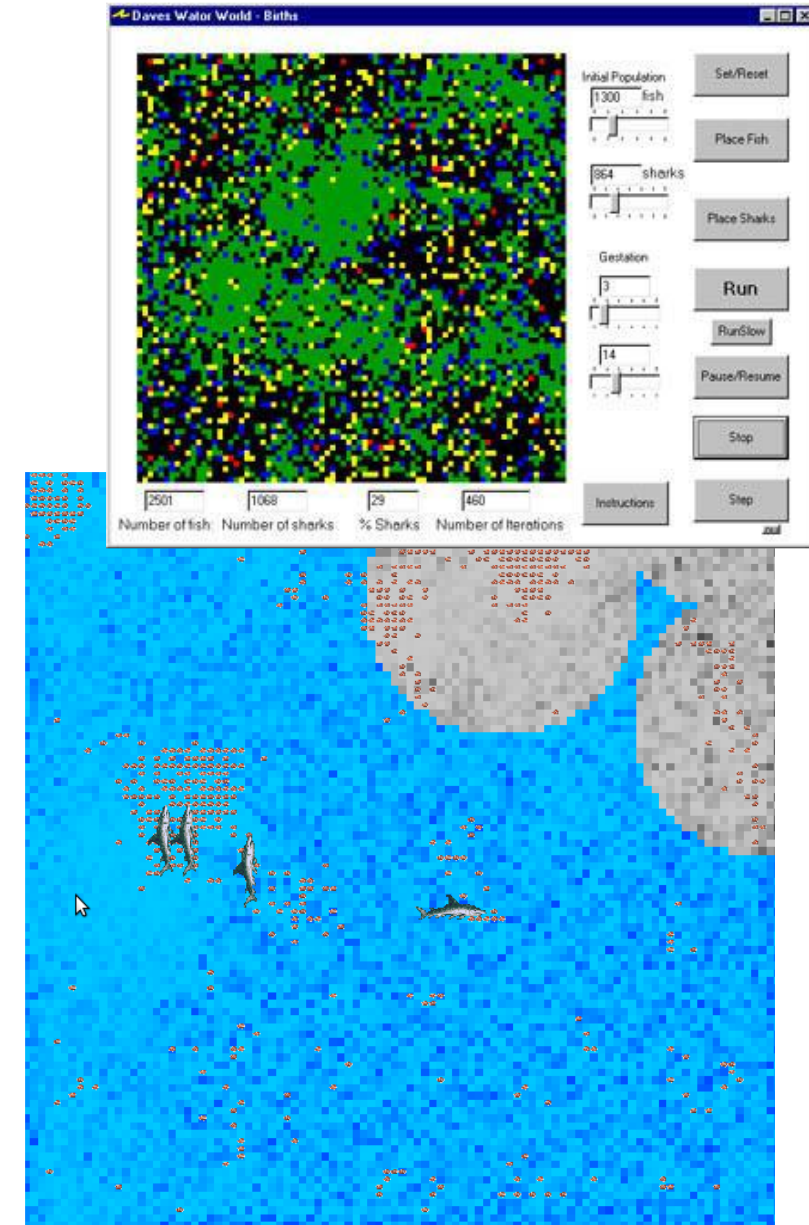 Daves Wator World - Births
Initial Population
1300 fish
864 sharks
Gestation
3
14
Set/Reset
Place Fish
Place Sharks
Run
RunSlow
Pause/Resume
Stop
Step
Instructions
2501 1068 29 460
Number of fish Number of sharks % Sharks Number of Iterations